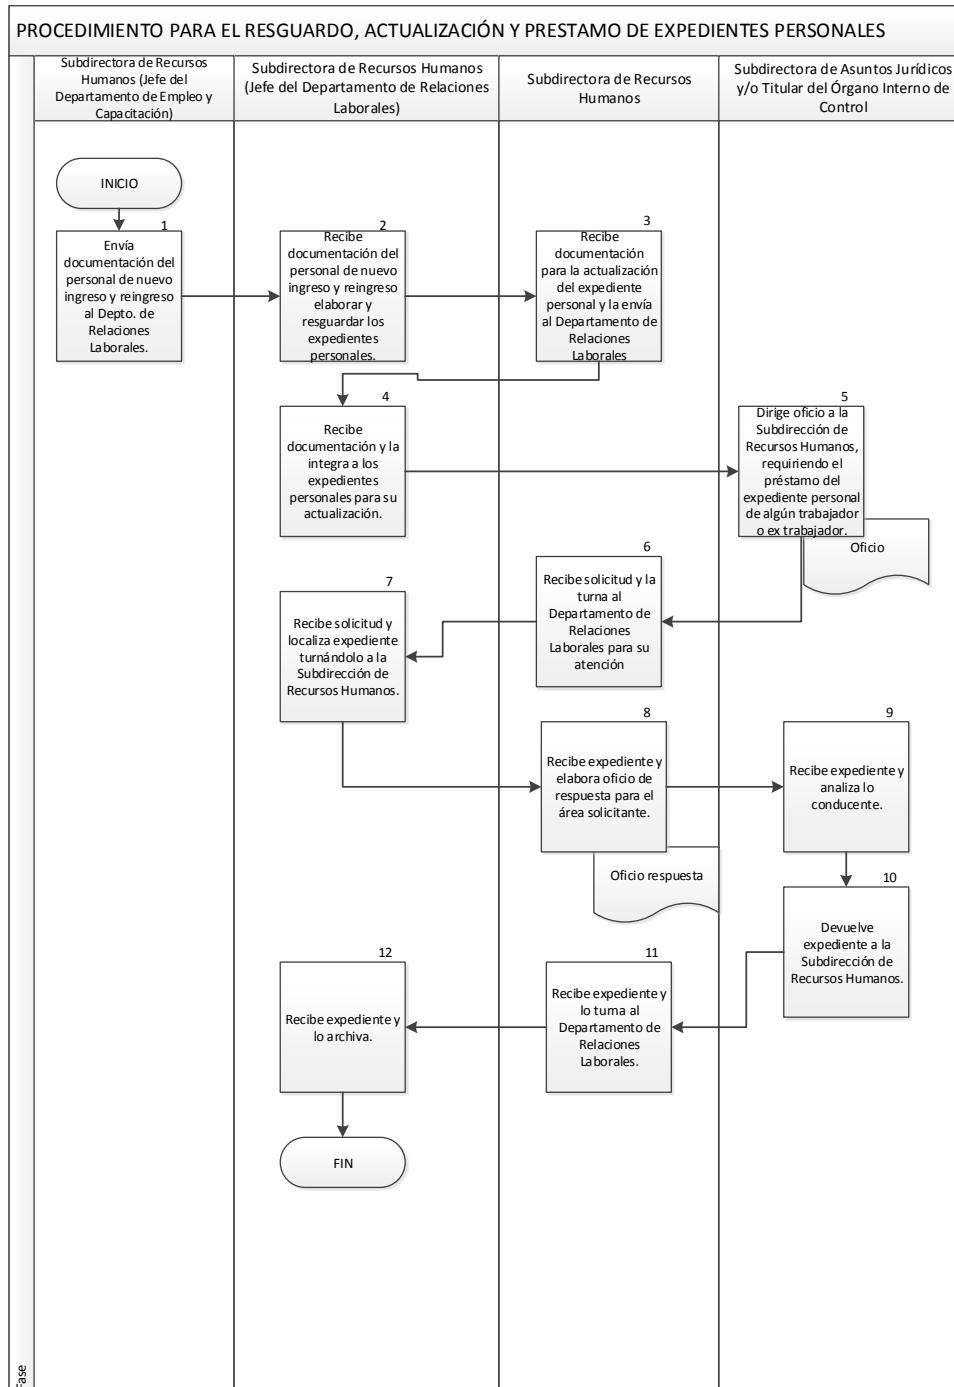 PROCEDIMIENTO PARA EL RESGUARDO, ACTUALIZACIÓN Y PRESTAMO DE EXPEDIENTES PERSONALES
Subdirectora de Recursos
Humanos (Jefe del
Departamento de Empleo y
Capacitación)
Subdirectora de Recursos Humanos
(Jefe del Departamento de Relaciones
Laborales)
Subdirectora de Recursos
Humanos
Subdirectora de Asuntos Jurídicos
y/o Titular del Órgano Interno de
Control
INICIO
1
Envía
documentación del
personal de nuevo
ingreso y reingreso
al Depto. de
Relaciones
Laborales.
2
Recibe
documentación del
personal de nuevo
ingreso y reingreso
elaborar y
resguardar los
expedientes
personales.
3
Recibe
documentación
para la actualización
del expediente
personal y la envía
al Departamento de
Relaciones
Laborales
4
Recibe
documentación y la
integra a los
expedientes
personales para su
actualización.
5
Dirige oficio a la
Subdirección de
Recursos Humanos,
requiriendo el
préstamo del
expediente personal
de algún trabajador
o ex trabajador.
Oficio
6
Recibe solicitud y la
turna al
Departamento de
Relaciones
Laborales para su
atención
7
Recibe solicitud y
localiza expediente
turnándolo a la
Subdirección de
Recursos Humanos.
8
Recibe expediente y
elabora oficio de
respuesta para el
área solicitante.
Oficio respuesta
9
Recibe expediente y
analiza lo
conducente.
10
Devuelve
expediente a la
Subdirección de
Recursos Humanos.
11
Recibe expediente y
lo turna al
Departamento de
Relaciones
Laborales.
12
Recibe expediente y
lo archiva.
FIN
Fase